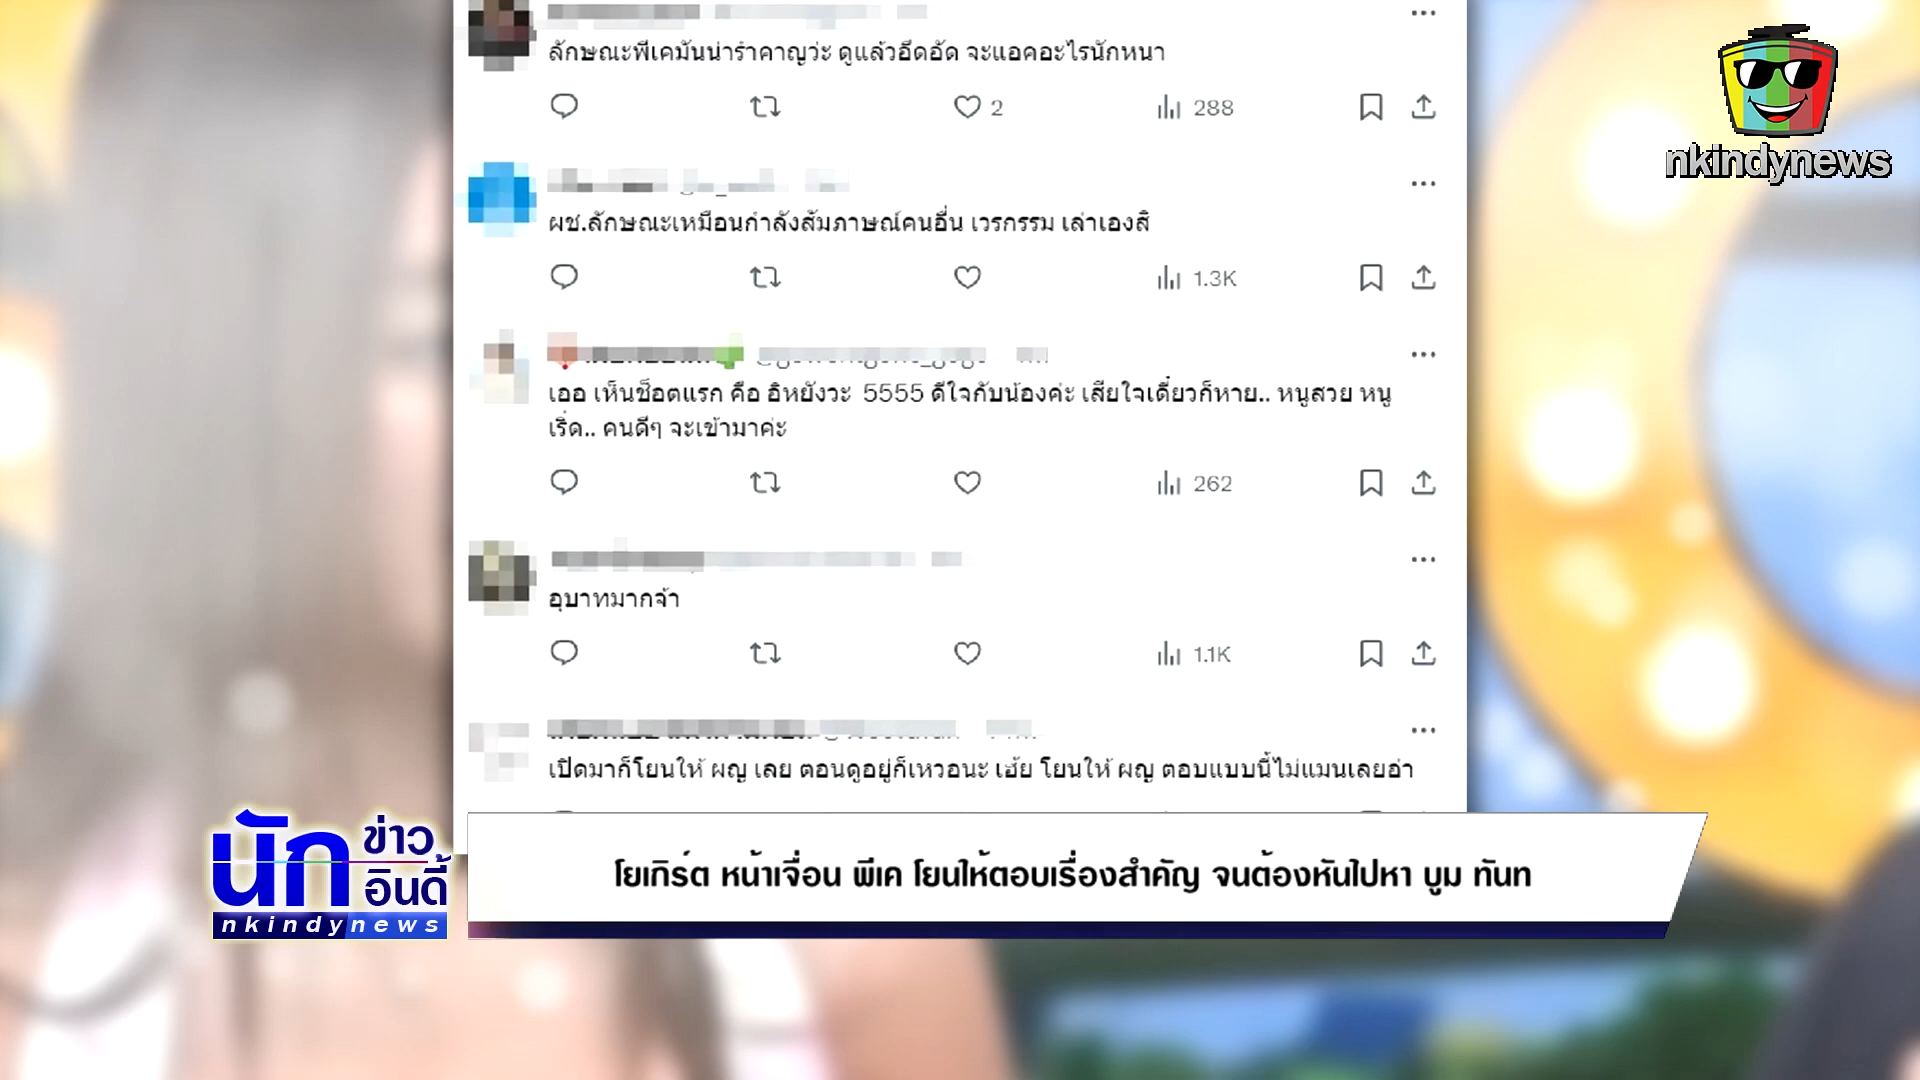 ลักษณะพีเคมันน่ารำคาญว่ะ ดูแล้วอึดอัด จะแอคอะไรนักหนา
2
288
nkindynews
ผช.ลักษณะเหมือนกำลังสัมภาษณ์คนอื่น เวรกรรม เล่าเองสิ
1.3K
เออ เห็นช็อตแรก คือ อิหยังวะ 5555 ดีใจกับน้องค่ะ เสียใจเดี๋ยวก็หาย.. หนูสวย หนู
เริ่ด.. คนดีๆ จะเข้ามาค่ะ
262
อุบาทมากจ้า
1.1K
เปิดมาก็โยนให้ ผญ เลย ตอนดูอยู่ก็เหวอนะ เฮ้ย โยนให้ ผญ ตอบแบบนี้ไม่แมนเลยอ่า
นักข่าวอินดี้
nkindynews
โยเกิร์ต หน้าเจื่อน พีเค โยนให้ตอบเรื่องสำคัญ จนต้องหันไปหา บูม ทันท